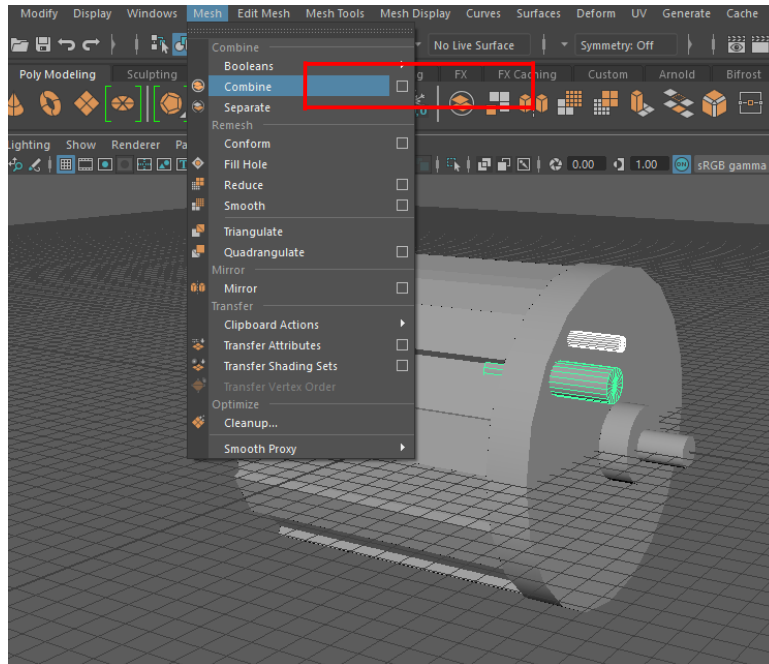 Modify Display Windows Mesh Edit Mesh Mesh Tools Mesh Display Curves Surfaces Deform UV Generate Cache
No Live Surface Symmetry: Off
Poly Modeling Sculpting FX FX Caching Custom Arnold Bifrost
Lighting Show Renderer
0.00 1.00 sRGB gamma
Combine
Booleans
Combine
Separate
Remesh
Conform
Fill Hole
Reduce
Smooth
Triangulate
Quadrangulate
Mirror
Mirror
Transfer
Clipboard Actions
Transfer Attributes
Transfer Shading Sets
Transfer Vertex Order
Optimize
Cleanup...
Smooth Proxy